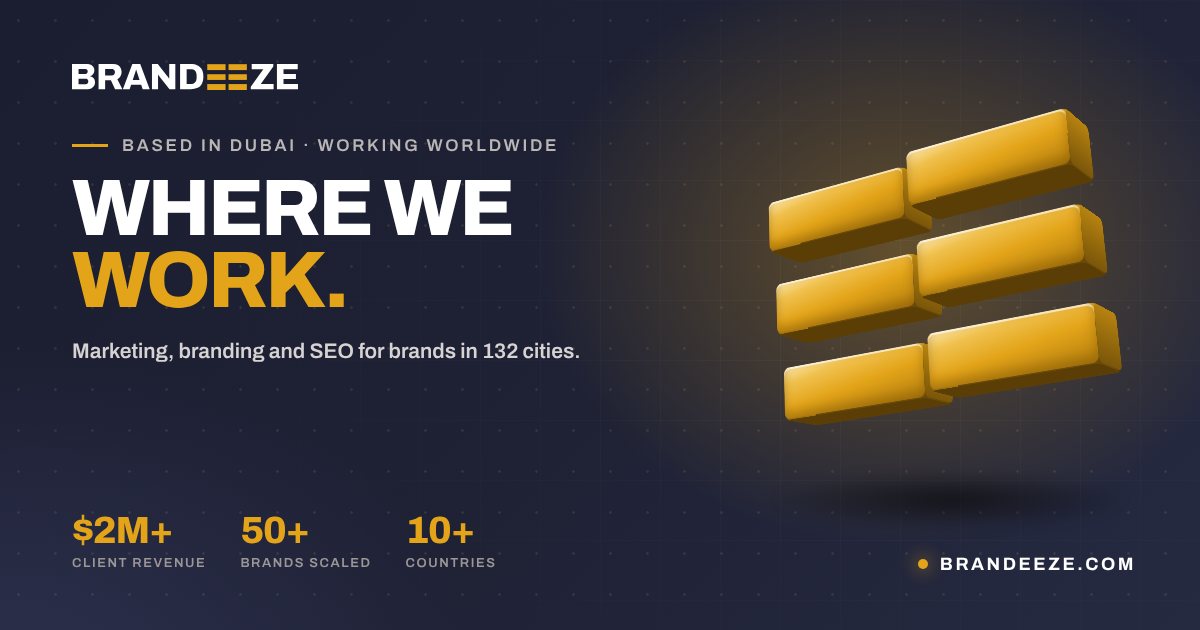 BRANDEEZE
BASED IN DUBAI · WORKING WORLDWIDE
WHERE WE
WORK.
Marketing, branding and SEO for brands in 132 cities.
$2M+ 50+ 10+
CLIENT REVENUE BRANDS SCALED COUNTRIES
BRANDEEZE.COM